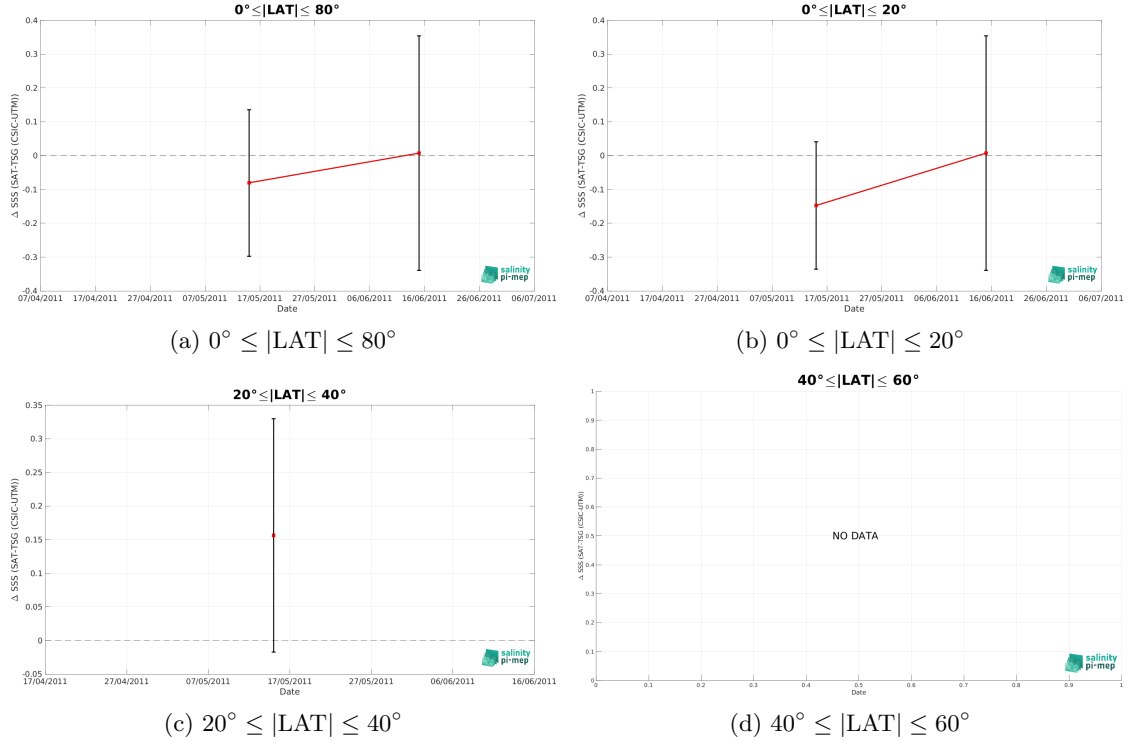 0°≤|LAT|≤ 80°
0.4
0.3
0.2
0.1
0
-0.1
-0.2
-0.3
-0.4
Δ SSS (SAT-TSG (CSIC-UTM))
07/04/2011 17/04/2011 27/04/2011 07/05/2011 17/05/2011 27/05/2011 06/06/2011 16/06/2011 26/06/2011 06/07/2011
Date
salinity
pi-mep
(a) 0° ≤ |LAT| ≤ 80°
0°≤|LAT|≤ 20°
0.4
0.3
0.2
0.1
0
-0.1
-0.2
-0.3
-0.4
Δ SSS (SAT-TSG (CSIC-UTM))
07/04/2011 17/04/2011 27/04/2011 07/05/2011 17/05/2011 27/05/2011 06/06/2011 16/06/2011 26/06/2011 06/07/2011
Date
salinity
pi-mep
(b) 0° ≤ |LAT| ≤ 20°
20°≤|LAT|≤ 40°
0.35
0.3
0.25
0.2
0.15
0.1
0.05
0
-0.05
Δ SSS (SAT-TSG (CSIC-UTM))
17/04/2011 27/04/2011 07/05/2011 17/05/2011 27/05/2011 06/06/2011 16/06/2011
Date
salinity
pi-mep
(c) 20° ≤ |LAT| ≤ 40°
40°≤|LAT|≤ 60°
1
0.9
0.8
0.7
0.6
0.5
0.4
0.3
0.2
0.1
0
Δ SSS (SAT-TSG (CSIC-UTM))
NO DATA
0 0.1 0.2 0.3 0.4 0.5 0.6 0.7 0.8 0.9 1
Date
salinity
pi-mep
(d) 40° ≤ |LAT| ≤ 60°